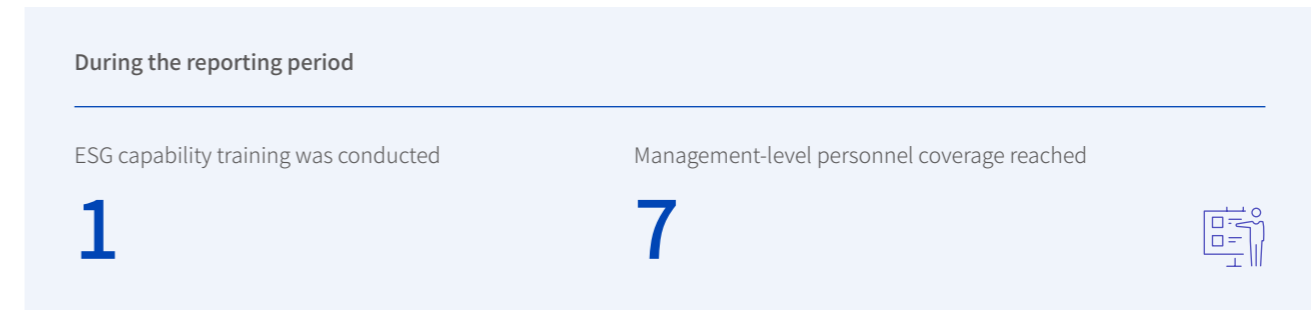 During the reporting period
ESG capability training was conducted
1
Management-level personnel coverage reached
7